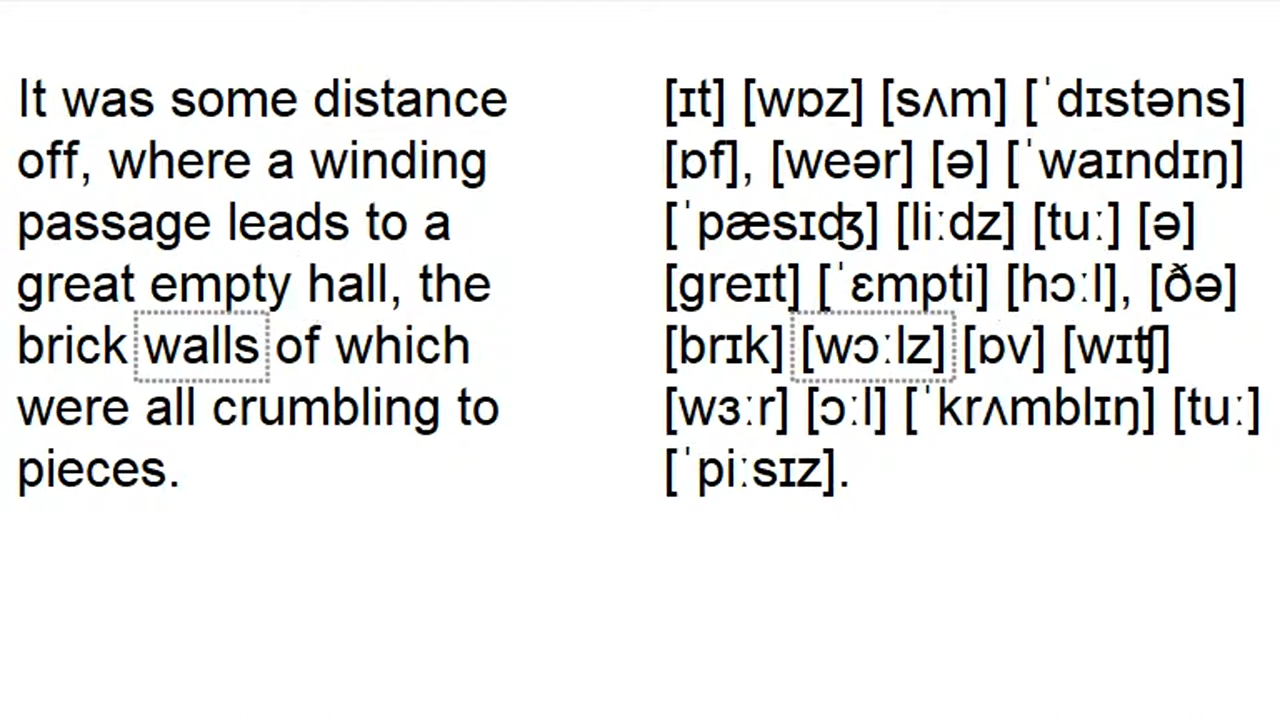 It was some distance
off, where a winding
passage leads to a
great empty hall, the
brick walls of which
were all crumbling to
pieces.
[ɪt] [wɒz] [sʌm] [ˈdɪstəns]
[ɒf], [weər] [ə] [ˈwaɪndɪŋ]
[ˈpæsɪʤ] [liːdz] [tuː] [ə]
[greɪt] [ˈɛmpti] [hɔːl], [ðə]
[brɪk] [wɔːlz] [ɒv] [wɪʧ]
[wɜːr] [ɔːl] [ˈkrʌmblɪŋ] [tuː]
[ˈpiːsɪz].